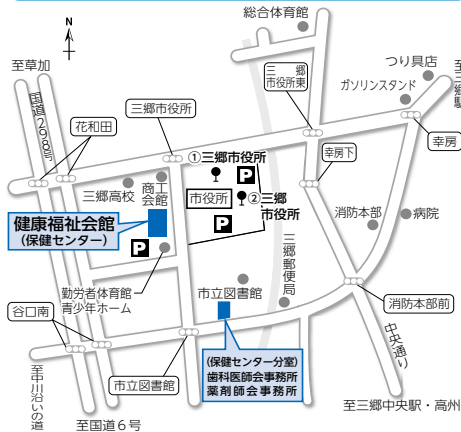 N
総合体育館
至草加
つり具店
至三郷駅
三郷
市役所東
ガソリンスタンド
国道298号
三郷市役所
花和田
幸房
①三郷市役所
幸房下
P
商工
会館
三郷高校
市役所
②三郷
市役所
健康福祉会館
(保健センター)
P
P
消防本部
病院
三郷郵便局
勤労者体育館
青少年ホーム
市立図書館
消防本部前
谷口南
中央通り
(保健センター分室)
歯科医師会事務所
薬剤師会事務所
市立図書館
至中川沿いの道
至三郷中央駅・高州
至国道6号